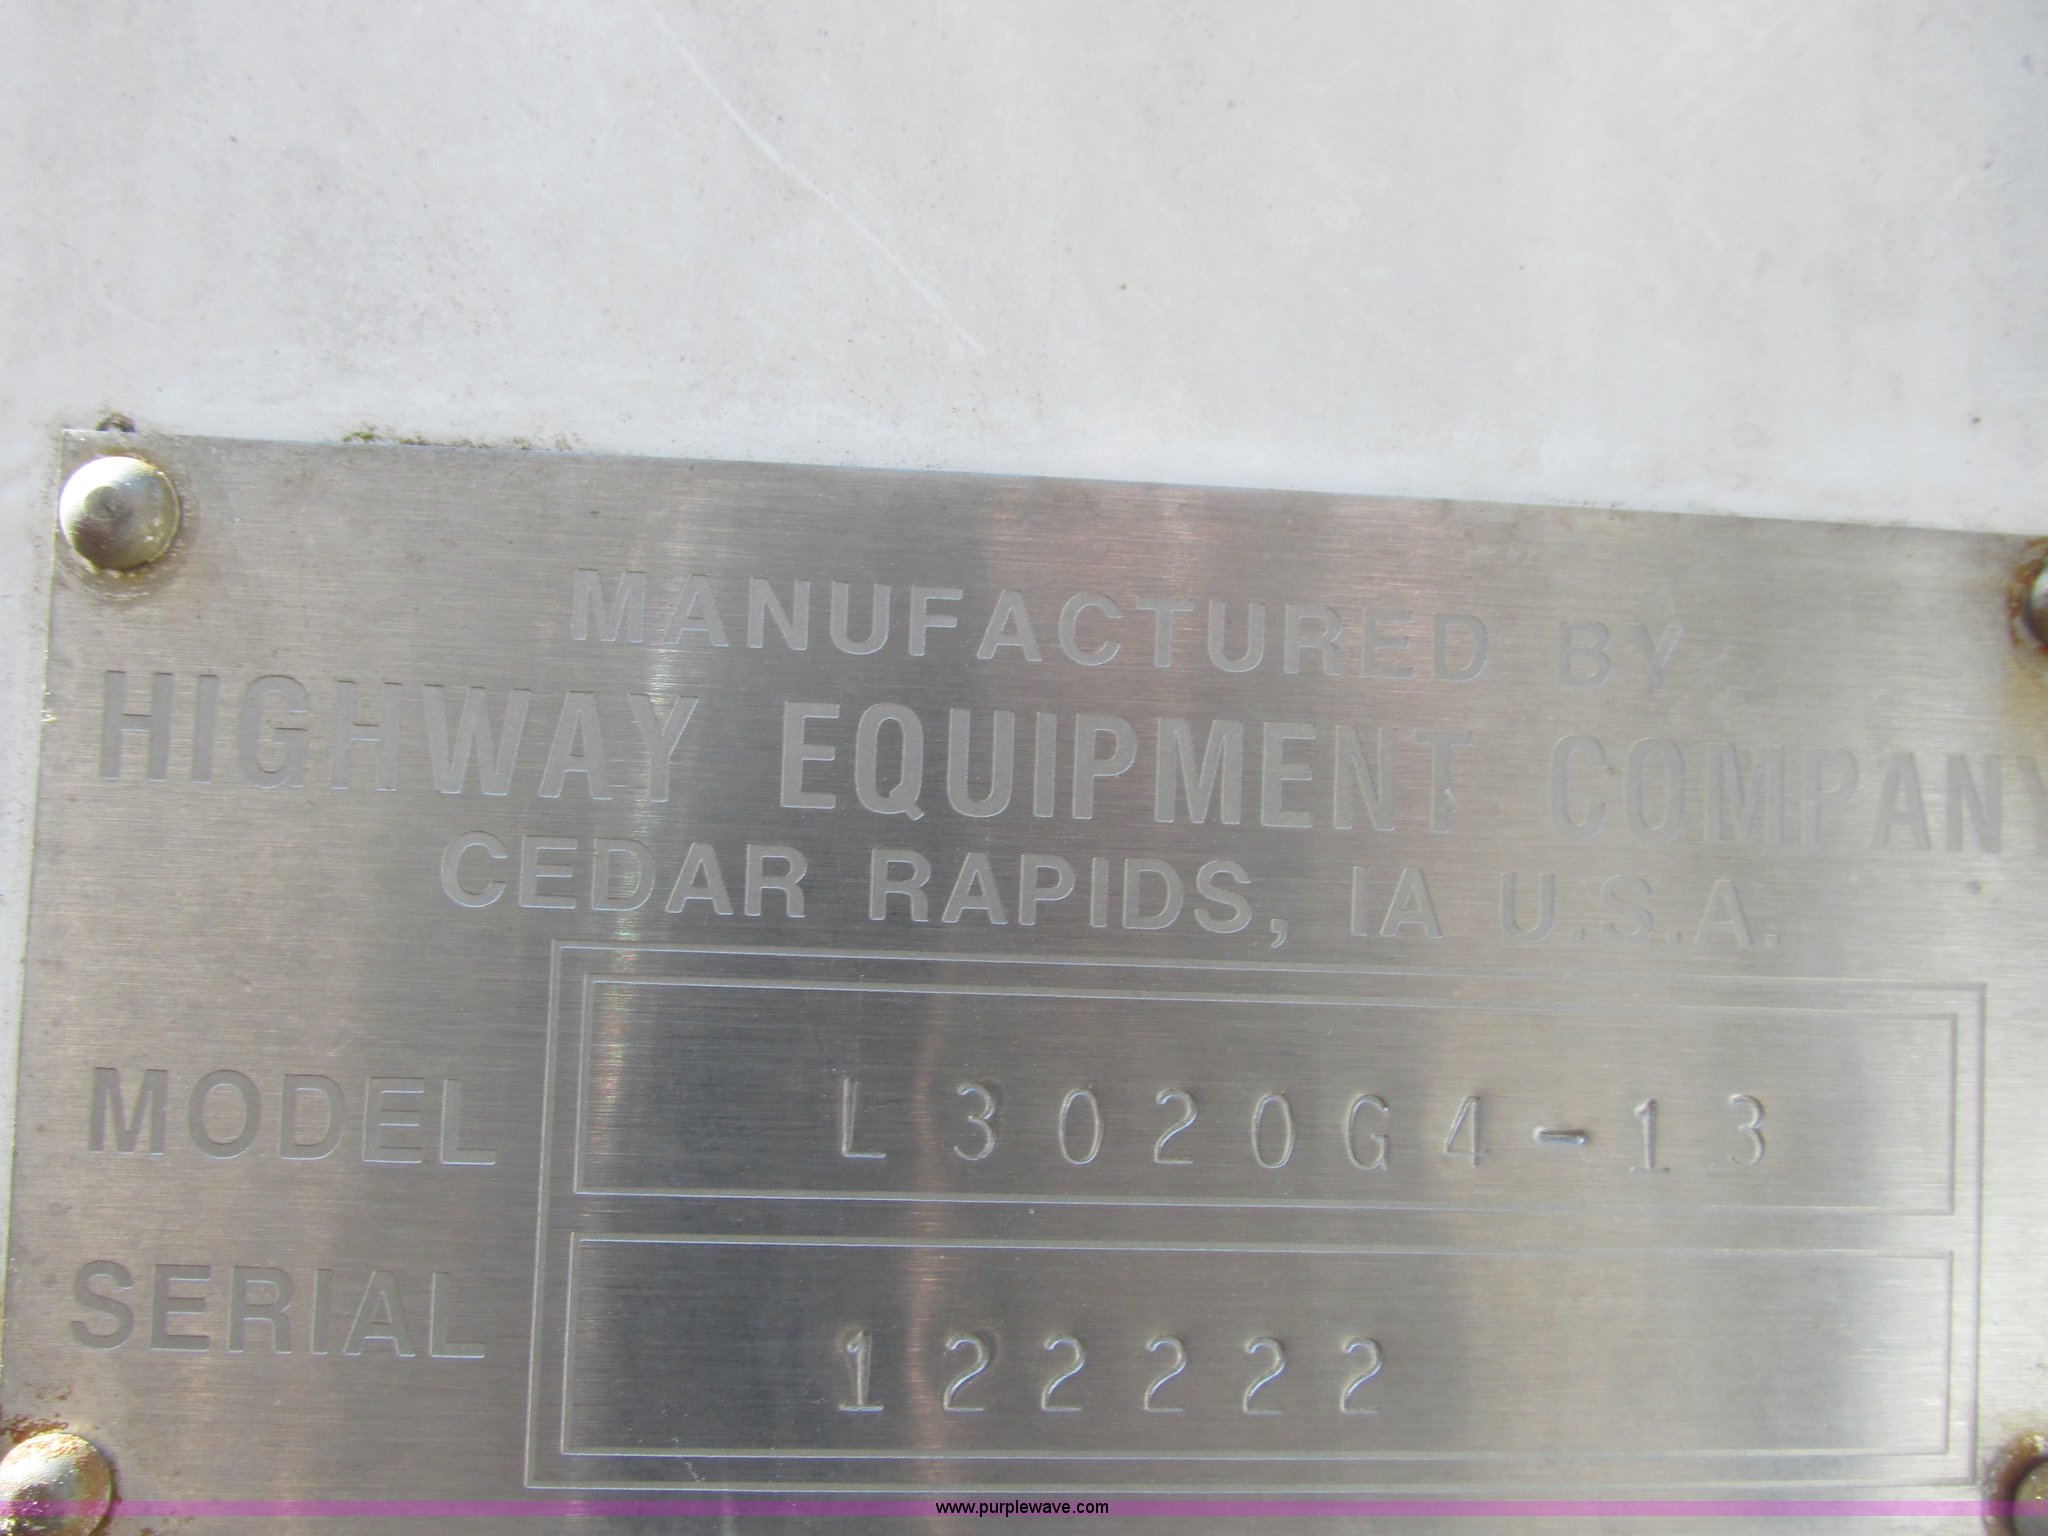 MANUFACTURED BY
HIGHWAY EQUIPMENT COMPANY
CEDAR RAPIDS, IA U.S.A.
MODEL L3020G4-13
SERIAL 122222
www.purplewave.com